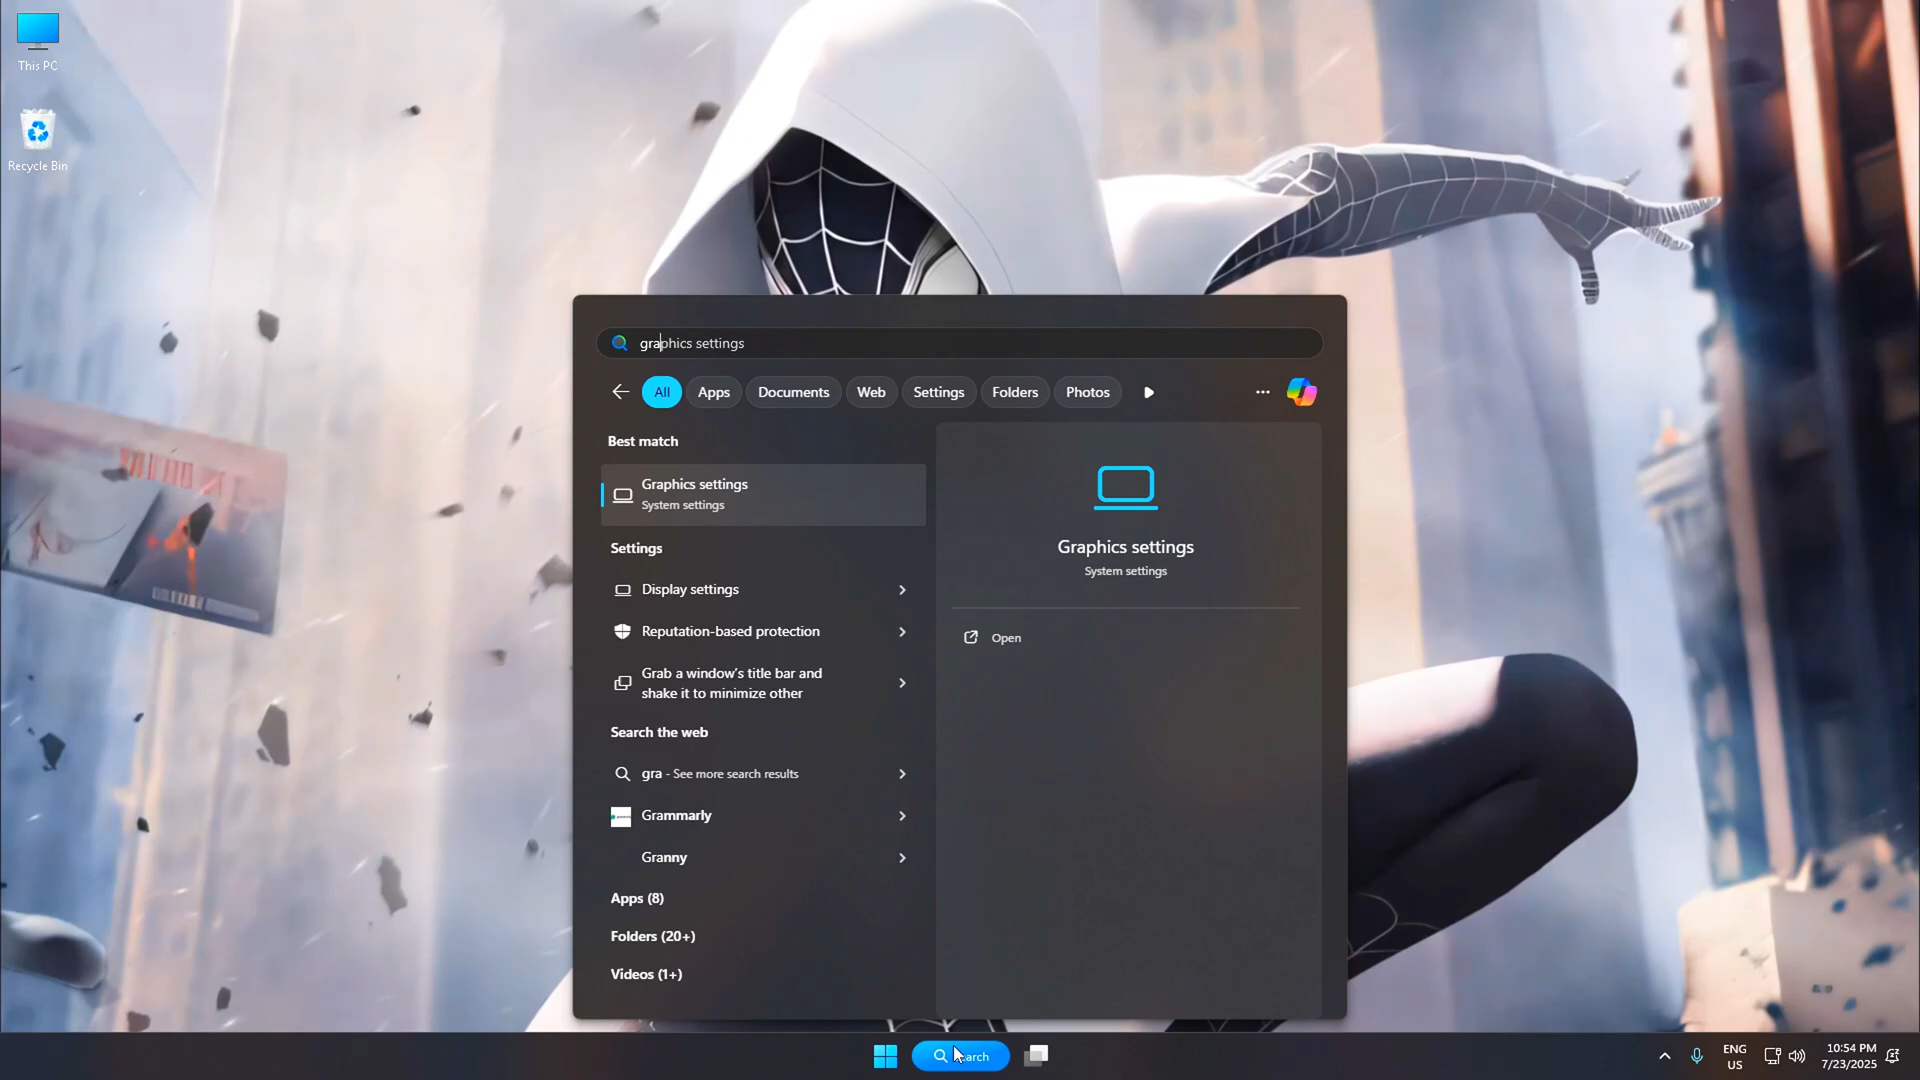 This PC
Recycle Bin
graphics settings
All
Apps
Documents
Web
Settings
Folders
Photos
Best match
Graphics settings
System settings
Settings
Display settings
Reputation-based protection
Grab a window's title bar and
shake it to minimize other
Search the web
gra - See more search results
Grammarly
Granny
Apps (8)
Folders (20+)
Videos (1+)
Graphics settings
System settings
Open
ENG
US
10:54 PM
7/23/2025